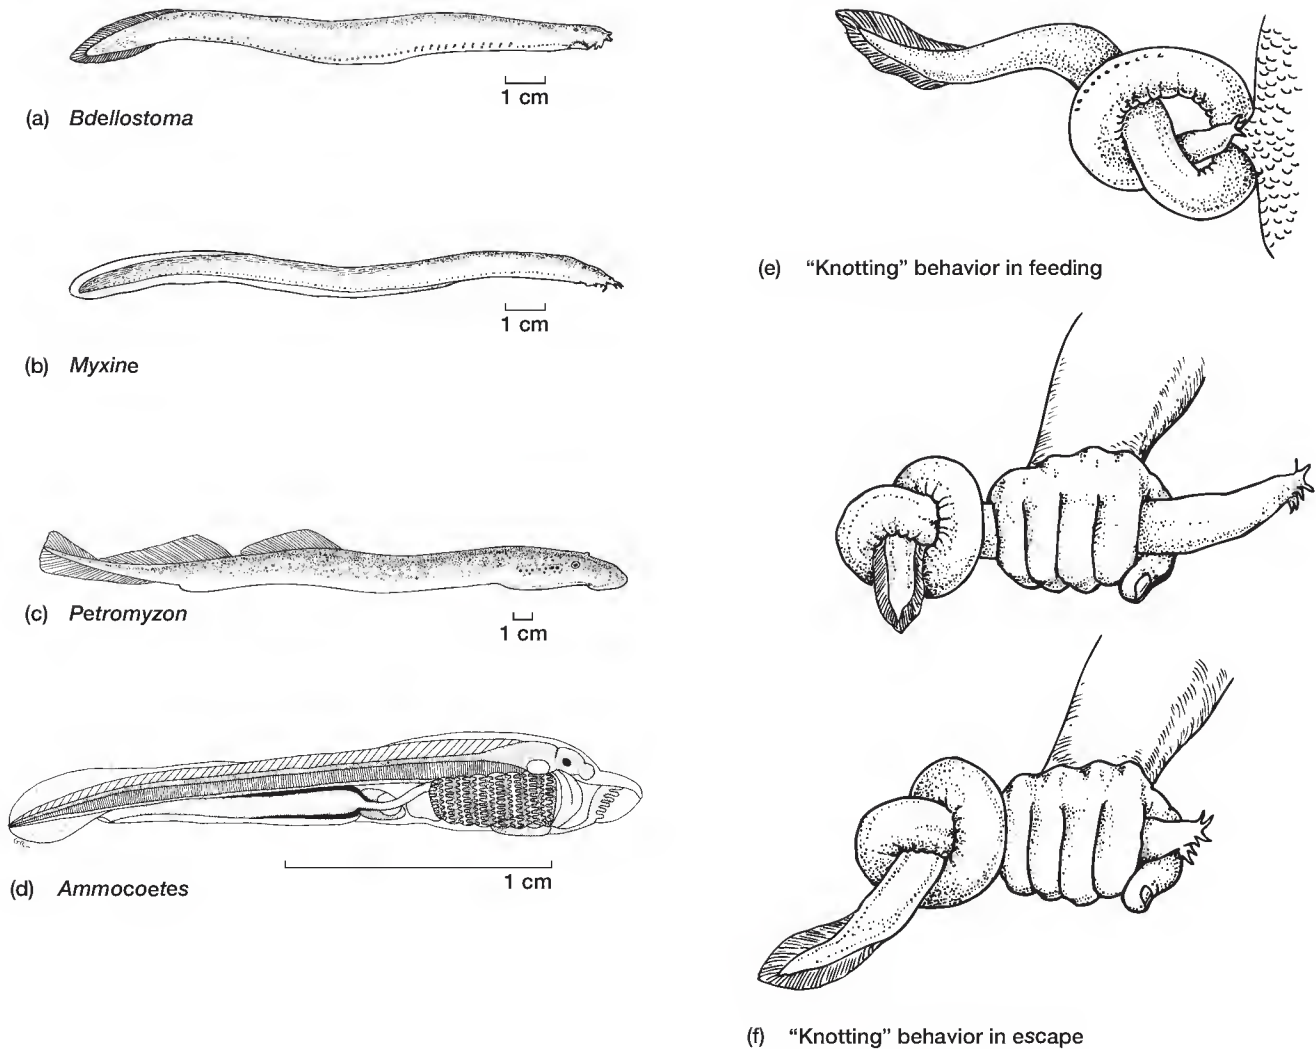 1 cm
(a) Bdellostoma
1 cm
(b) Myxine
(c) Petromyzon
1 cm
1 cm
(d) Ammocoetes
(e) "Knotting" behavior in feeding
(f) "Knotting" behavior in escape